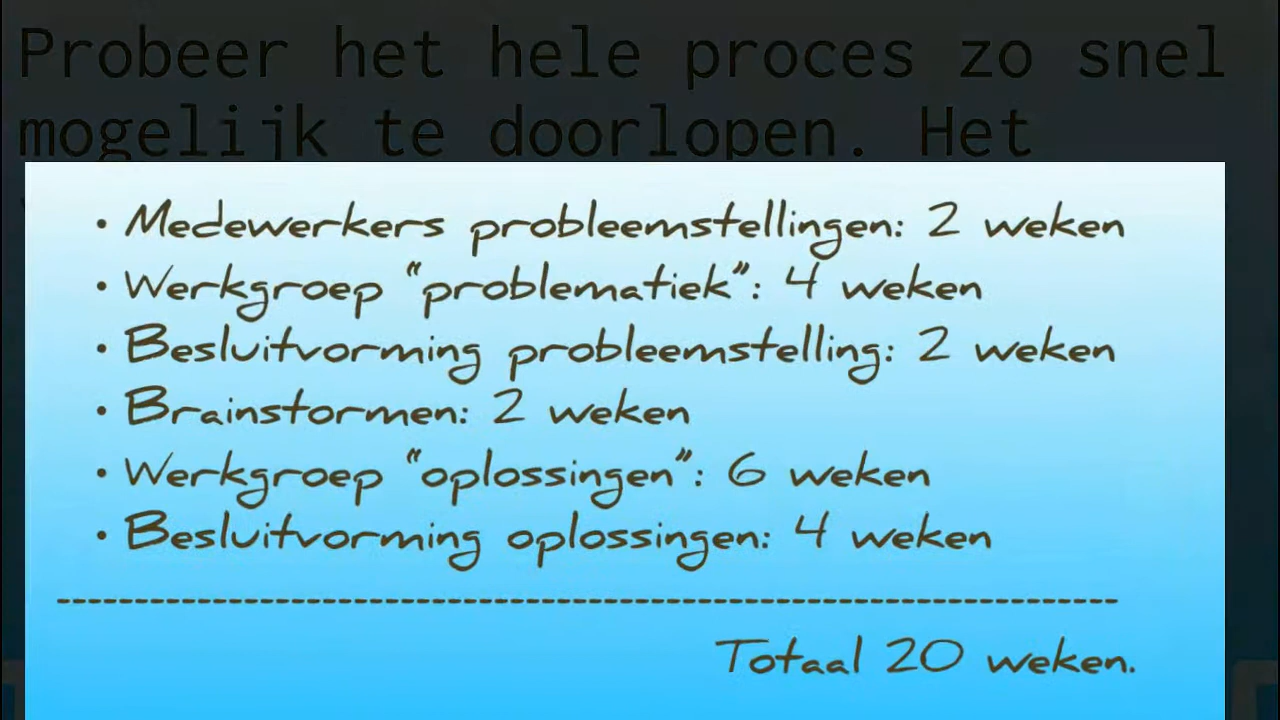 Probeer het hele proces zo snel
mogelijk te doorlopen. Het
• Medewerkers probleemstellingen: 2 weken
• Werkgroep "problematiek": 4 weken
• Besluitvorming probleemstelling: 2 weken
• Brainstormen: 2 weken
• Werkgroep "oplossingen": 6 weken
• Besluitvorming oplossingen: 4 weken
--------------------------------------------------------------------
Totaal 20 weken.